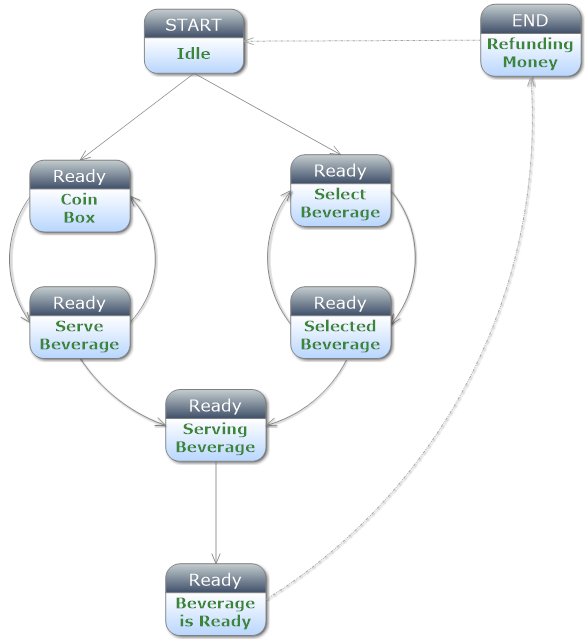 START
Idle
END
Refunding
Money
Ready
Coin
Box
Ready
Select
Beverage
Ready
Serve
Beverage
Ready
Selected
Beverage
Ready
Serving
Beverage
Ready
Beverage
is Ready